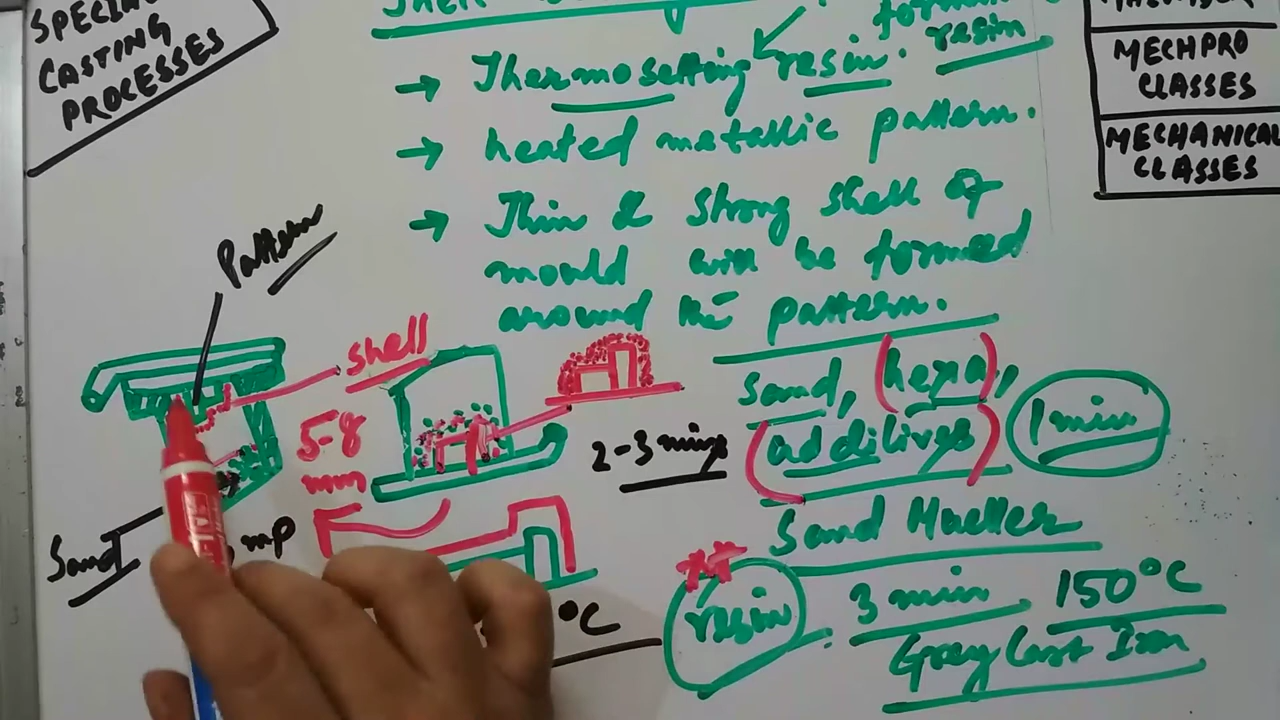 SPECIAL
CASTING
PROCESSES
resin
→ Thermosetting resin.
→ heated metallic pattern.
→ Thin & strong shell of
mould will be formed
around the pattern.
MECHPRO
CLASSES
MECHANICAL
CLASSES
Pattern
shell
5-8
mm
2-3 mins
Sand, (hexa),
(additives)
1 min
Sand Mueller
resin
3 min 150°C
Grey Cast Iron
Sand
°C